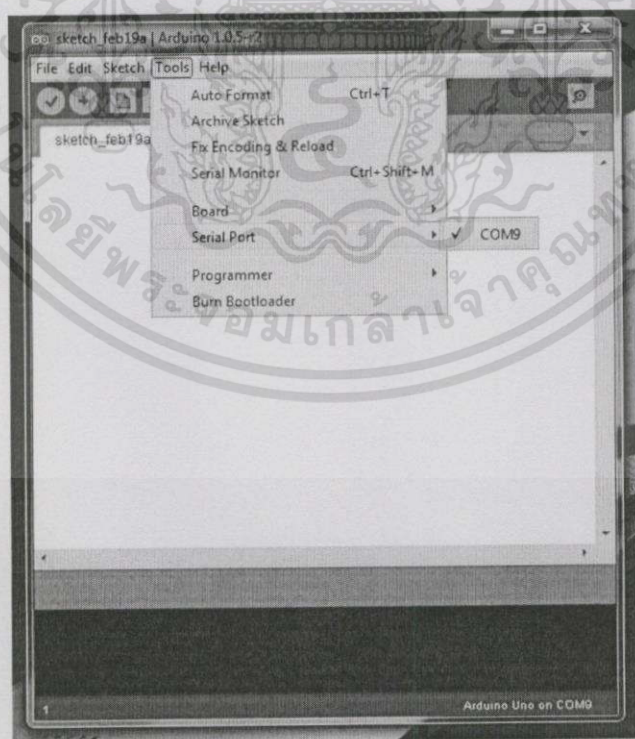 sketch_feb19a | Arduino 1.0.5-r2
File Edit Sketch Tools Help
sketch_feb19a
Auto Format Ctrl+T
Archive Sketch
Fix Encoding & Reload
Serial Monitor Ctrl+Shift+M
Board
Serial Port
COM9
Programmer
Burn Bootloader
1
Arduino Uno on COM9